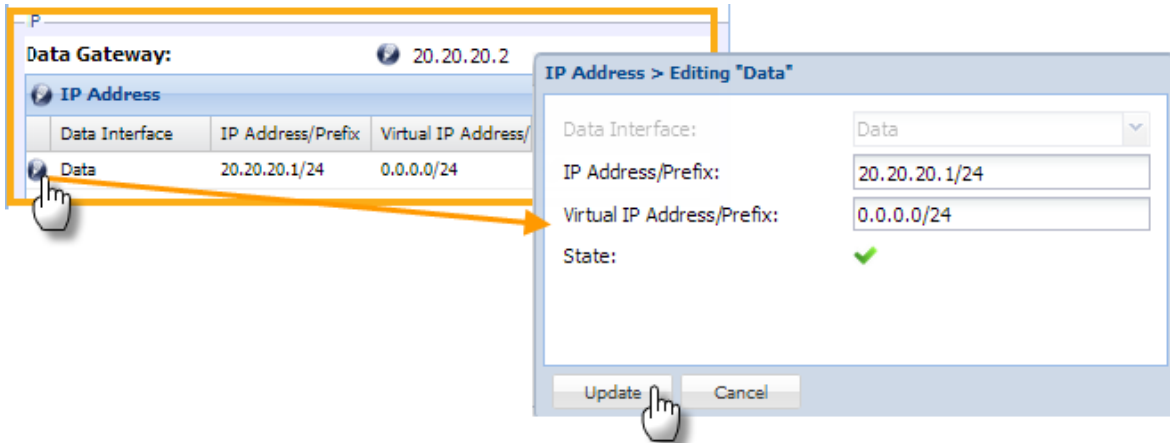 P
Data Gateway: 20.20.20.2
IP Address
Data Interface IP Address/Prefix Virtual IP Address/
Data 20.20.20.1/24 0.0.0.0/24
IP Address > Editing "Data"
Data Interface: Data
IP Address/Prefix: 20.20.20.1/24
Virtual IP Address/Prefix: 0.0.0.0/24
State:
Update Cancel